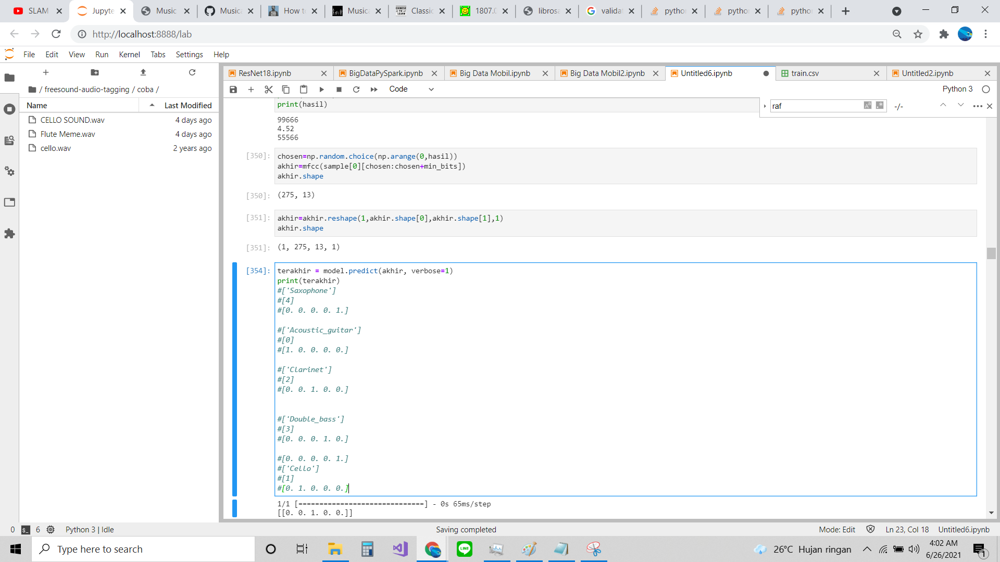 SLAM
Jupyte
Music
Music
How to
Musica
Classic
1807.0
libros
validat
pytho
pytho
pytho
http://localhost:8888/lab
File Edit View Run Kernel Tabs Settings Help
/ freesound-audio-tagging / coba /
Name Last Modified
CELLO SOUND.wav 4 days ago
Flute Meme.wav 4 days ago
cello.wav 2 years ago
ResNet18.ipynb
BigDataPySpark.ipynb
Big Data Mobil.ipynb
Big Data Mobil2.ipynb
Untitled6.ipynb
train.csv
Untitled2.ipynb
Code
Python 3
raf
-/-
print(hasil)
99666
4.52
55566
[350]: chosen=np.random.choice(np.arange(0,hasil))
akhir=mfcc(sample[0][chosen:chosen+min_bits])
akhir.shape
[350]: (275, 13)
[351]: akhir=akhir.reshape(1,akhir.shape[0],akhir.shape[1],1)
akhir.shape
[351]: (1, 275, 13, 1)
[354]: terakhir = model.predict(akhir, verbose=1)
print(terakhir)
#['Saxophone']
#[4]
#[0. 0. 0. 0. 1.]
#['Acoustic_guitar']
#[0]
#[1. 0. 0. 0. 0.]
#['Clarinet']
#[2]
#[0. 0. 1. 0. 0.]
#['Double_bass']
#[3]
#[0. 0. 0. 1. 0.]
#[0. 0. 0. 0. 1.]
#['Cello']
#[1]
#[0. 1. 0. 0. 0.]
1/1 [==============================] - 0s 65ms/step
[[0. 0. 1. 0. 0.]]
0 6 Python 3 | Idle
Saving completed
Mode: Edit Ln 23, Col 18 Untitled6.ipynb
Type here to search
LINE
26°C Hujan ringan
4:02 AM
6/26/2021
1